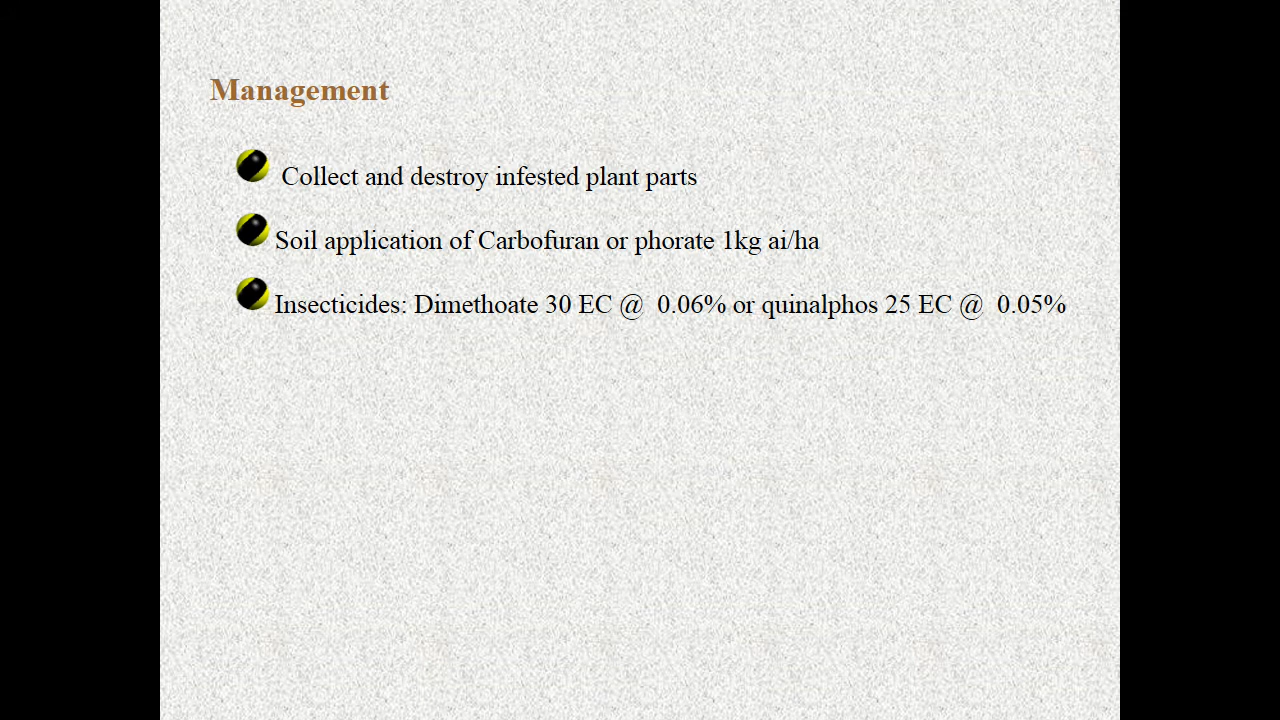 Management
Collect and destroy infested plant parts
Soil application of Carbofuran or phorate 1kg ai/ha
Insecticides: Dimethoate 30 EC @  0.06% or quinalphos 25 EC @  0.05%